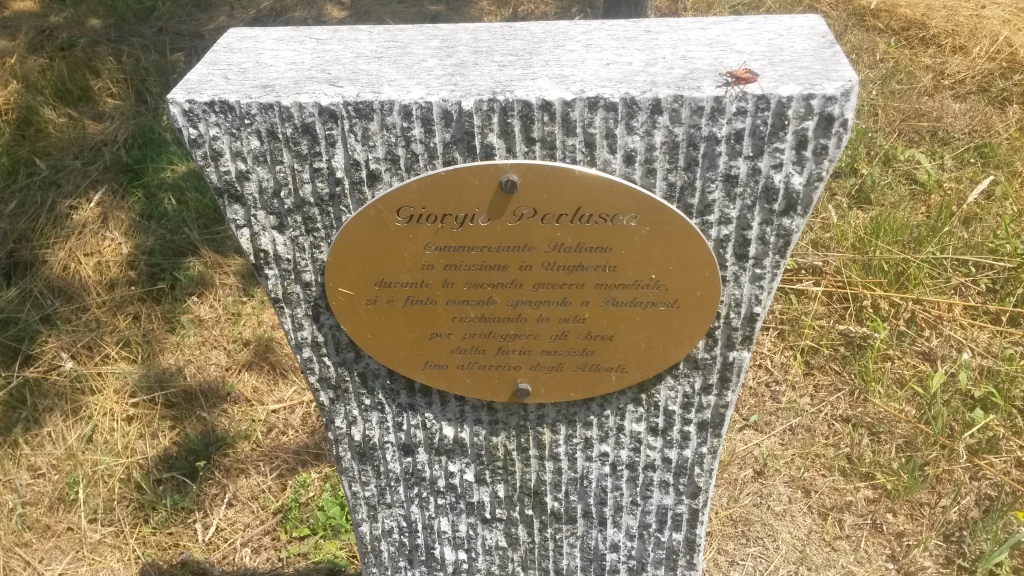 Giorgio Perlasca
Commerciante Italiano
in missione in Ungheria
durante la seconda guerra mondiale,
si è finto console spagnolo a Budapest,
rischiando la vita
per proteggere gli ebrei
dalla furia nazista
fino all'arrivo degli Alleati.